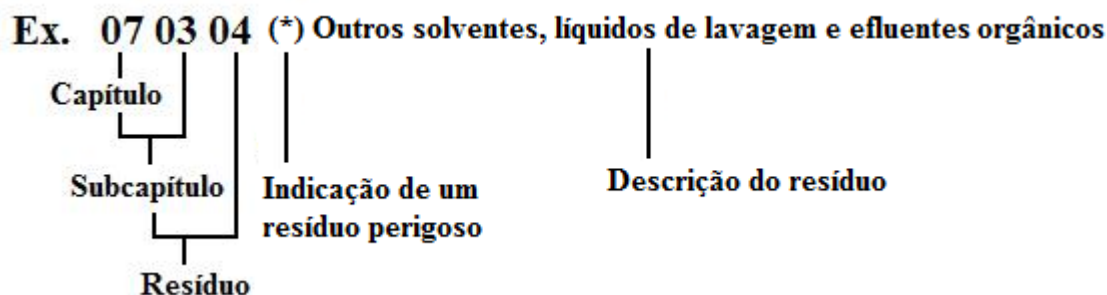 Ex. 07 03 04 (*) Outros solventes, líquidos de lavagem e efluentes orgânicos
Capítulo
Subcapítulo
Indicação de um
resíduo perigoso
Descrição do resíduo
Resíduo